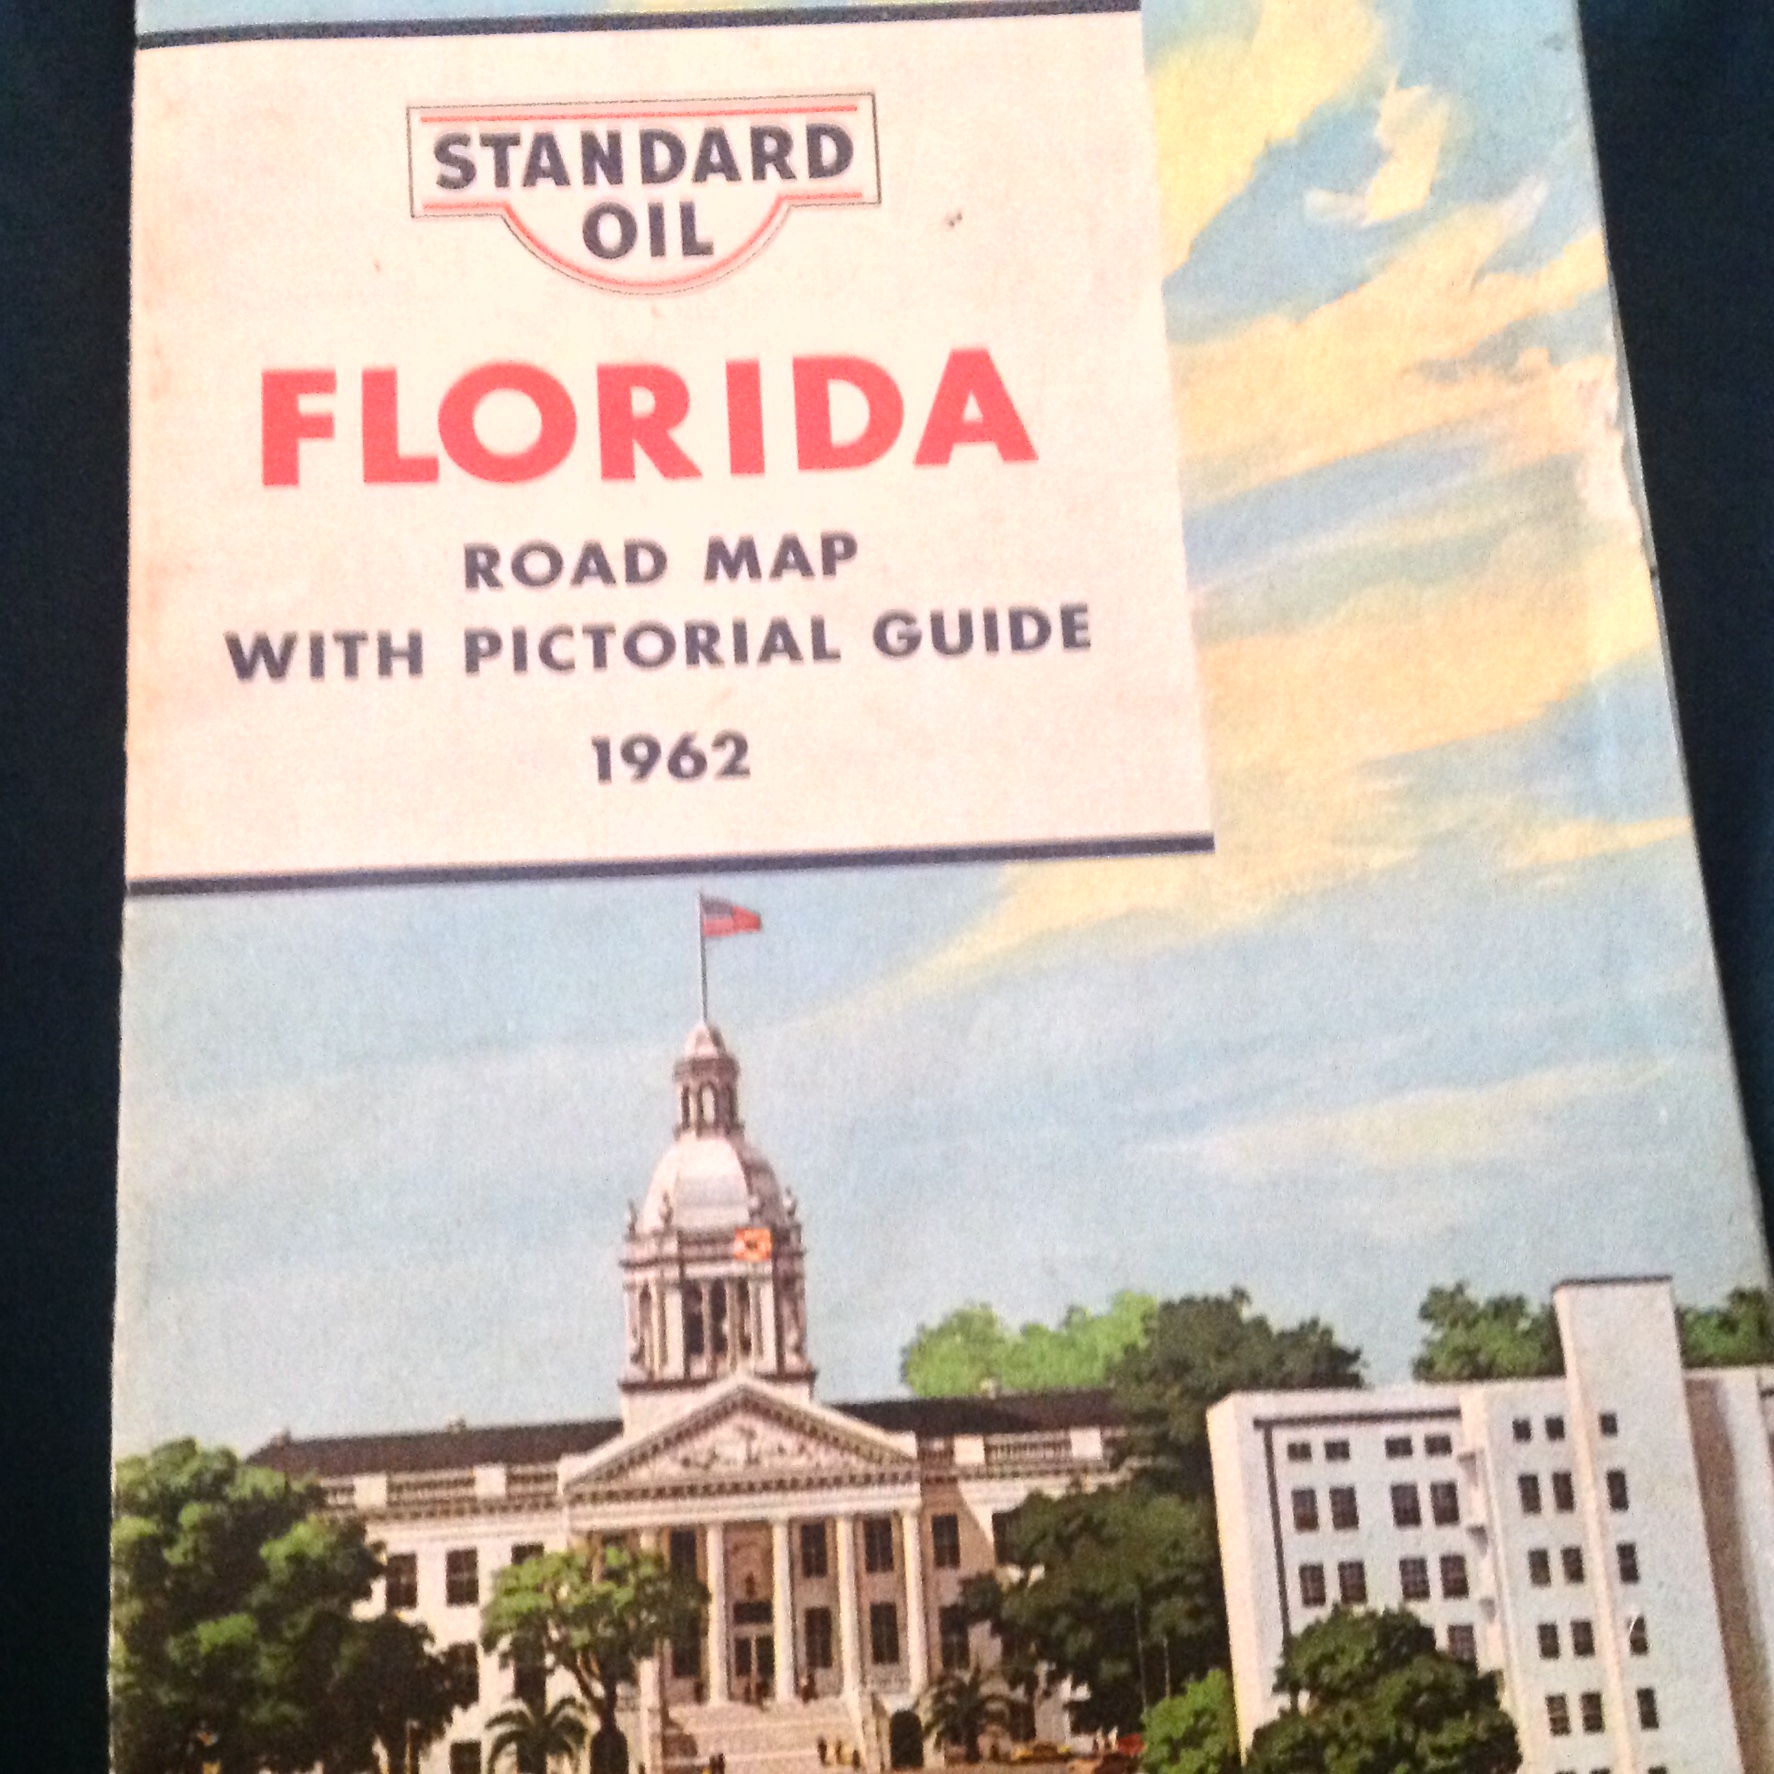 STANDARD
OIL
FLORIDA
ROAD MAP
WITH PICTORIAL GUIDE
1962